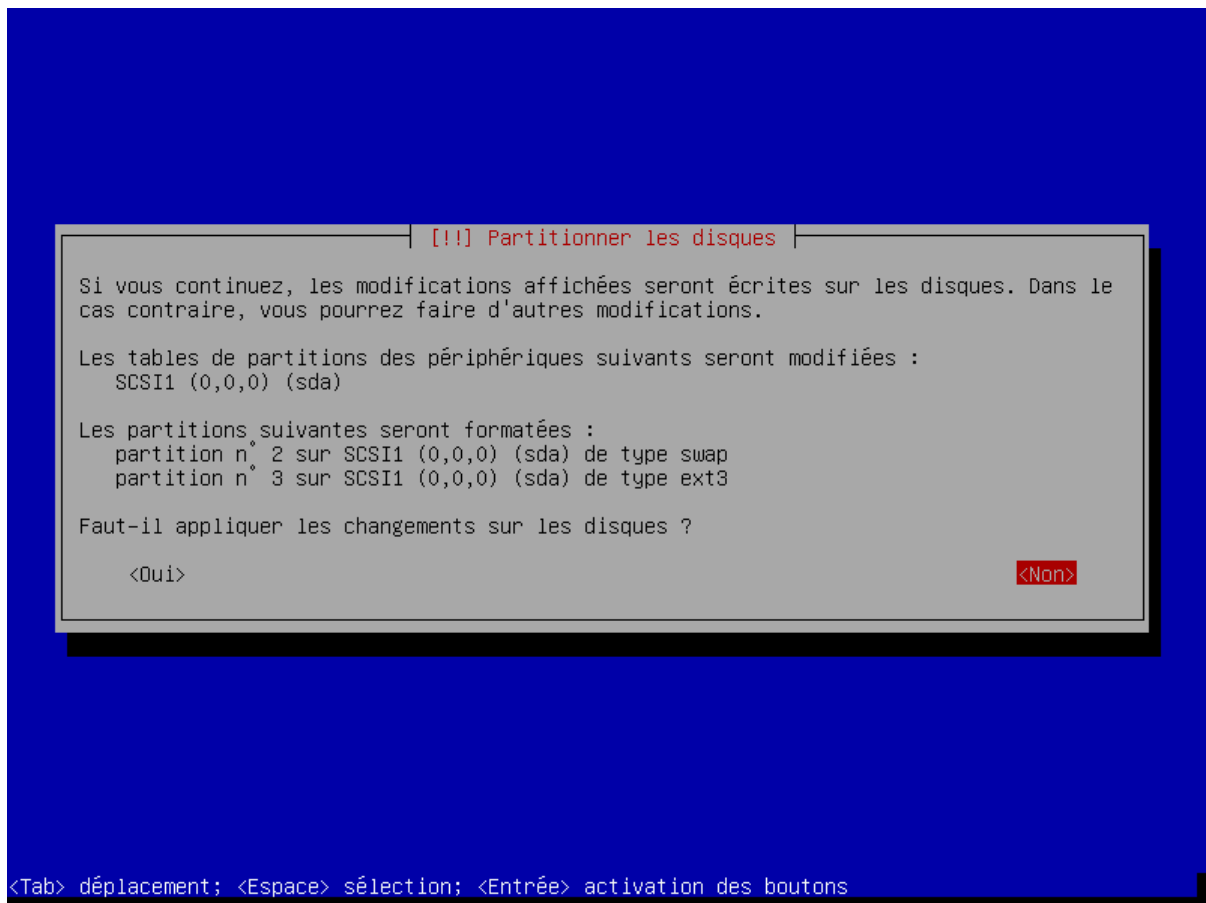 [!!] Partitionner les disques
Si vous continuez, les modifications affichées seront écrites sur les disques. Dans le
cas contraire, vous pourrez faire d'autres modifications.
Les tables de partitions des périphériques suivants seront modifiées :
SCSI1 (0,0,0) (sda)
Les partitions suivantes seront formatées :
partition n° 2 sur SCSI1 (0,0,0) (sda) de type swap
partition n° 3 sur SCSI1 (0,0,0) (sda) de type ext3
Faut-il appliquer les changements sur les disques ?
<Oui> <Non>
<Tab> déplacement; <Espace> sélection; <Entrée> activation des boutons